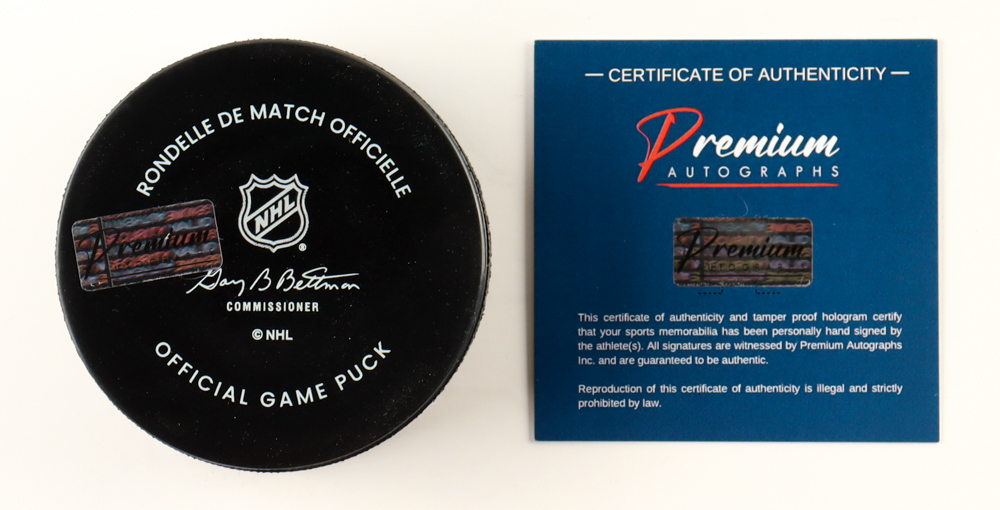 RONDELLE DE MATCH OFFICIELLE
NHL
®
Premium
Gary B Bettman
COMMISSIONER
© NHL
OFFICIAL GAME PUCK
— CERTIFICATE OF AUTHENTICITY —
Premium
AUTOGRAPHS
Premium
This certificate of authenticity and tamper proof hologram certify
that your sports memorabilia has been personally hand signed by
the athlete(s). All signatures are witnessed by Premium Autographs
Inc. and are guaranteed to be authentic.
Reproduction of this certificate of authenticity is illegal and strictly
prohibited by law.